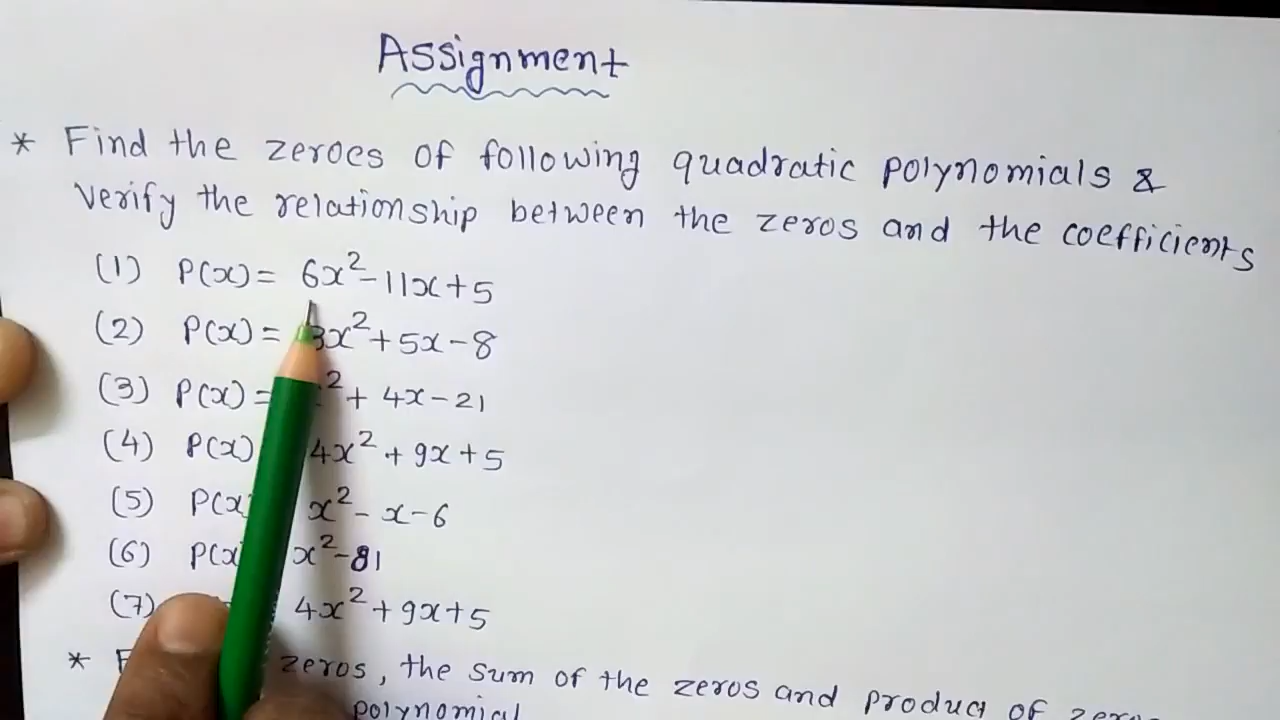 Assignment
* Find the zeroes of following quadratic polynomials &
Verify the relationship between the zeros and the coefficients
(1) P(x) = 6x² - 11x + 5
(2) P(x) = 3x² + 5x - 8
(3) P(x) = ² + 4x - 21
(4) P(x) 4x² + 9x + 5
(5) P(x x² - x - 6
(6) P(x x² - 81
(7) 4x² + 9x + 5
* zeros, the sum of the zeros and product of zeros
polynomial